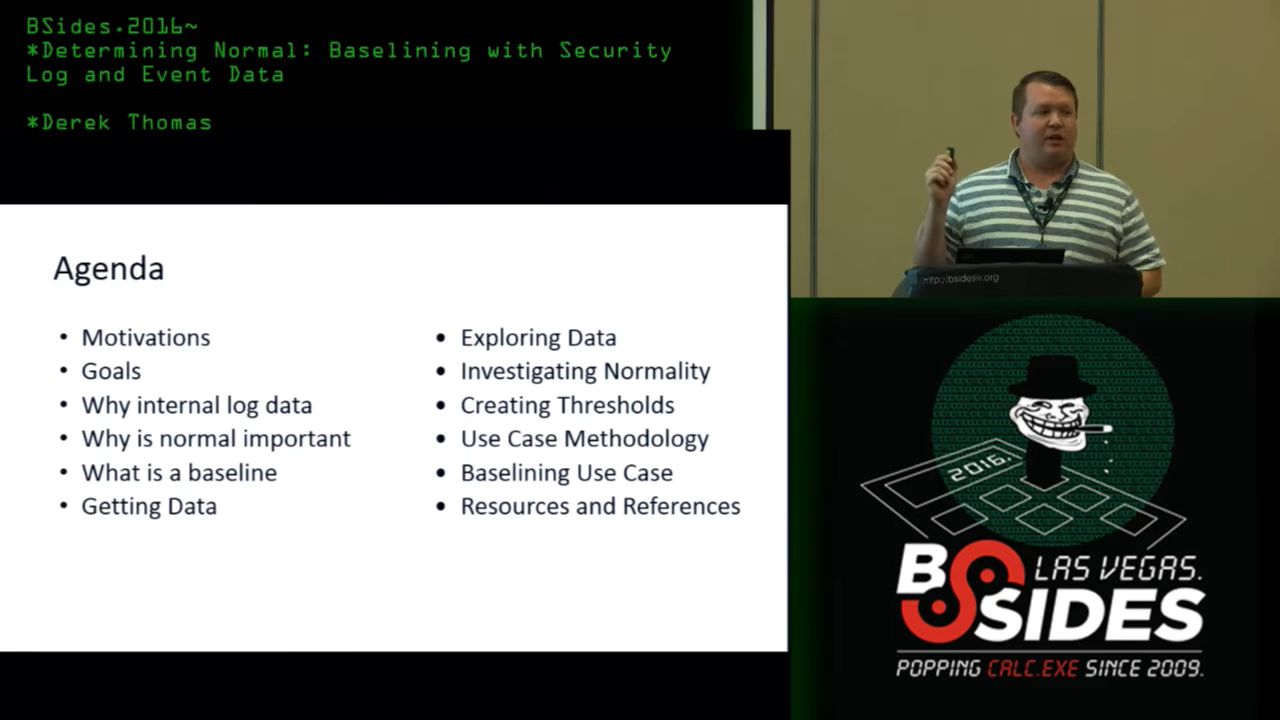 BSides.2016~
*Determining Normal: Baselining with Security
Log and Event Data
*Derek Thomas
Agenda
• Motivations
• Goals
• Why internal log data
• Why is normal important
• What is a baseline
• Getting Data
• Exploring Data
• Investigating Normality
• Creating Thresholds
• Use Case Methodology
• Baselining Use Case
• Resources and References
http://bsideslv.org
2016.
BSIDES
LAS VEGAS.
POPPING CALC.EXE SINCE 2009.